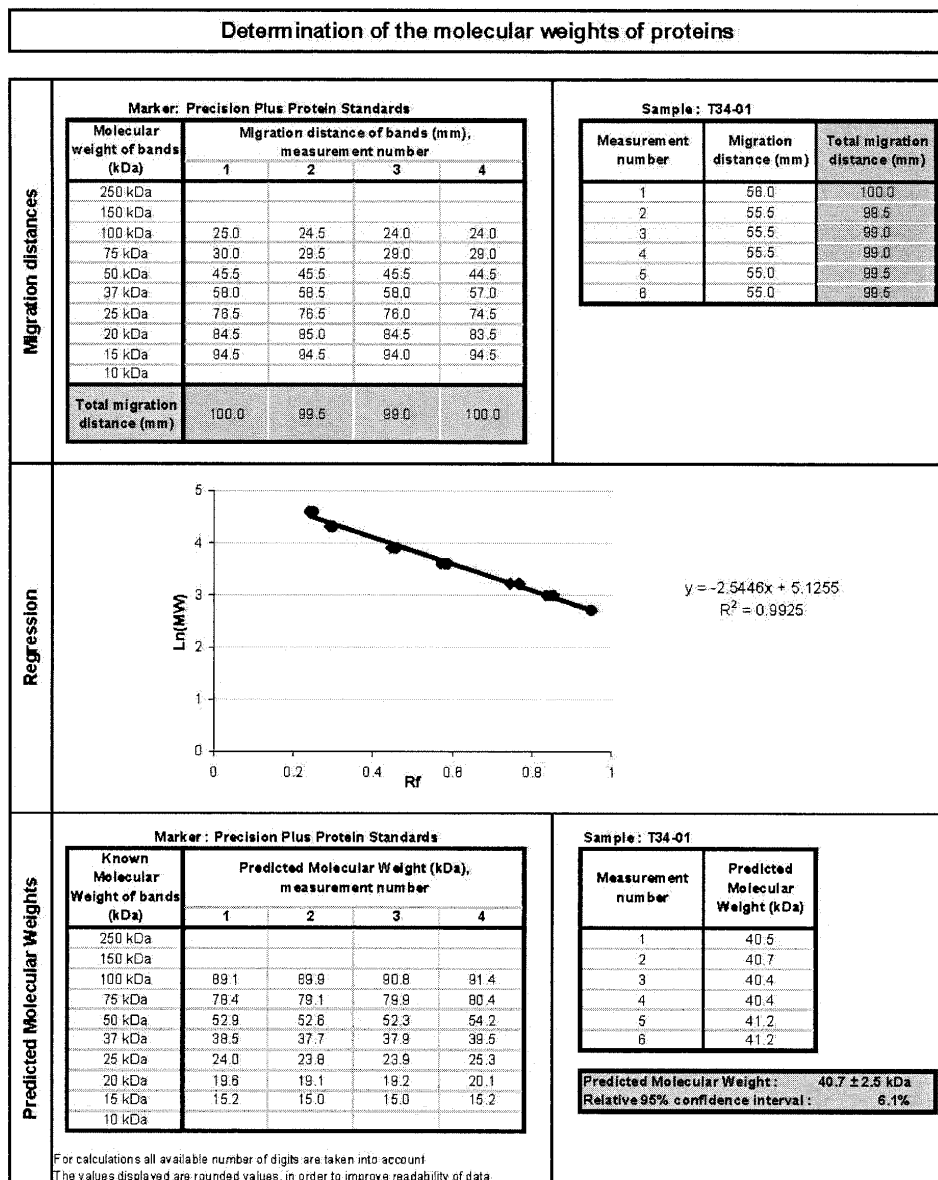 Determination of the molecular weights of proteins
Migration distances
Marker: Precision Plus Protein Standards
Molecular weight of bands (kDa) Migration distance of bands (mm), measurement number
1 2 3 4
250 kDa
150 kDa
100 kDa 25.0 24.5 24.0 24.0
75 kDa 30.0 29.5 29.0 29.0
50 kDa 45.5 45.5 45.5 44.5
37 kDa 58.0 58.5 58.0 57.0
25 kDa 76.5 76.5 76.0 74.5
20 kDa 84.5 85.0 84.5 83.5
15 kDa 94.5 94.5 94.0 94.5
10 kDa
Total migration distance (mm) 100.0 99.5 99.0 100.0
Sample: T34-01
Measurement number Migration distance (mm) Total migration distance (mm)
1 56.0 100.0
2 55.5 99.5
3 55.5 99.0
4 55.5 99.0
5 55.0 99.5
6 55.0 99.5
Regression
Ln(MW)
5
4
3
2
1
0
0 0.2 0.4 0.6 0.8 1
Rf
y = -2.5446x + 5.1255
R² = 0.9925
Predicted Molecular Weights
Marker : Precision Plus Protein Standards
Known Molecular Weight of bands (kDa) Predicted Molecular Weight (kDa), measurement number
1 2 3 4
250 kDa
150 kDa
100 kDa 89.1 89.9 90.8 91.4
75 kDa 78.4 79.1 79.9 80.4
50 kDa 52.9 52.6 52.3 54.2
37 kDa 38.5 37.7 37.9 39.5
25 kDa 24.0 23.8 23.9 25.3
20 kDa 19.6 19.1 19.2 20.1
15 kDa 15.2 15.0 15.0 15.2
10 kDa
Sample : T34-01
Measurement number Predicted Molecular Weight (kDa)
1 40.5
2 40.7
3 40.4
4 40.4
5 41.2
6 41.2
Predicted Molecular Weight : 40.7 ± 2.5 kDa
Relative 95% confidence interval : 6.1%
For calculations all available number of digits are taken into account
The values displayed are rounded values, in order to improve readability of data